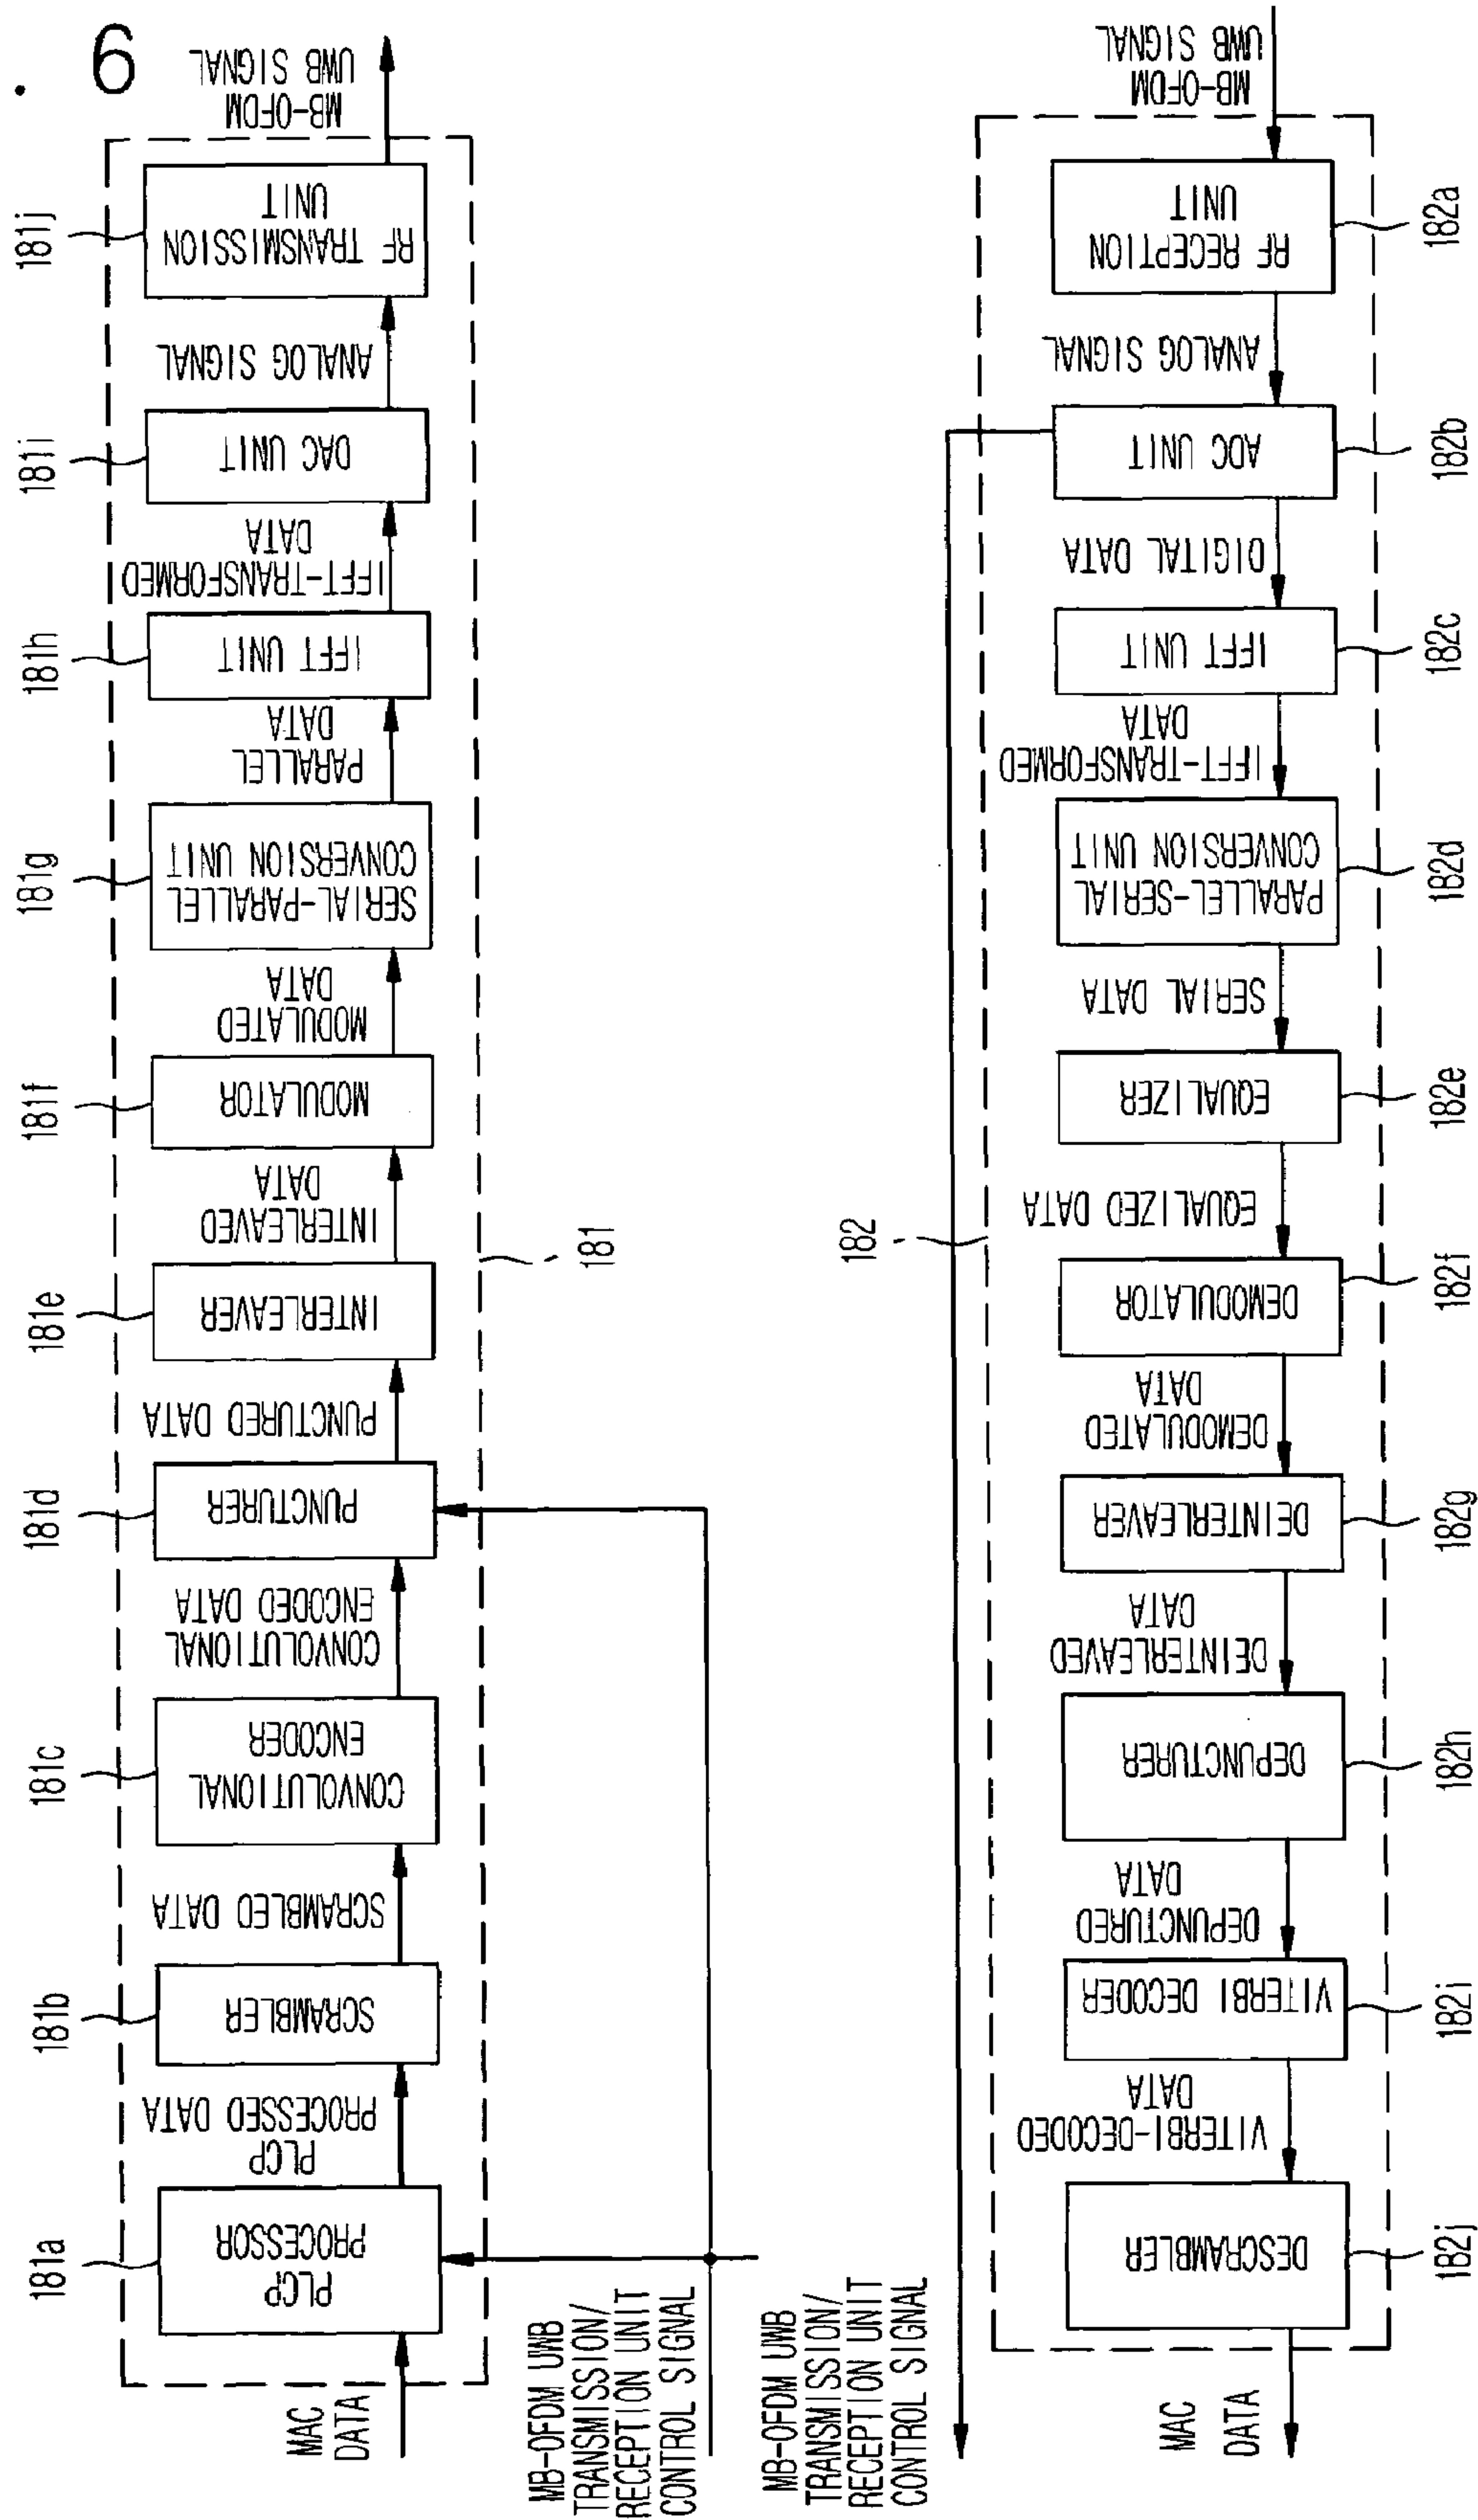 . 6
181a
181b
181c
181d
181e
181f
181g
181h
181i
181j
MAC
DATA
PLCP
PROCESSOR
PLCP
PROCESSED DATA
SCRAMBLER
SCRAMBLED DATA
CONVOLUTIONAL
ENCODER
CONVOLUTIONAL
ENCODED DATA
PUNCTURER
PUNCTURED DATA
INTERLEAVER
INTERLEAVED
DATA
MODULATOR
MODULATED
DATA
SERIAL-PARALLEL
CONVERSION UNIT
PARALLEL
DATA
IFFT UNIT
IFFT-TRANSFORMED
DATA
DAC UNIT
ANALOG SIGNAL
RF TRANSMISSION
UNIT
MB-OFDM
UWB SIGNAL
181
MB-OFDM UWB
TRANSMISSION/
RECEPTION UNIT
CONTROL SIGNAL
MB-OFDM UWB
TRANSMISSION/
RECEPTION UNIT
CONTROL SIGNAL
182
MB-OFDM
UWB SIGNAL
RF RECEPTION
UNIT
ANALOG SIGNAL
ADC UNIT
DIGITAL DATA
IFFT UNIT
IFFT-TRANSFORMED
DATA
PARALLEL-SERIAL
CONVERSION UNIT
SERIAL DATA
EQUALIZER
EQUALIZED DATA
DEMODULATOR
DEMODULATED
DATA
DEINTERLEAVER
DEINTERLEAVED
DATA
DEPUNCTURER
DEPUNCTURED
DATA
VITERBI DECODER
VITERBI-DECODED
DATA
DESCRAMBLER
MAC
DATA
182a
182b
182c
182d
182e
182f
182g
182h
182i
182j